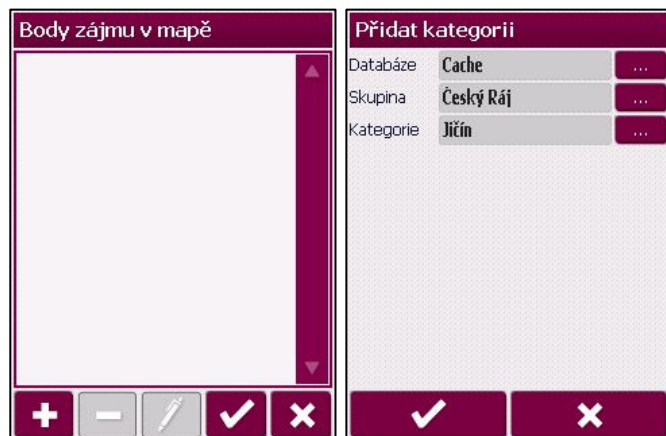 Body zájmu v mapě
Přidat kategorii
Databáze Cache ...
Skupina Český Ráj ...
Kategorie Jičín ...